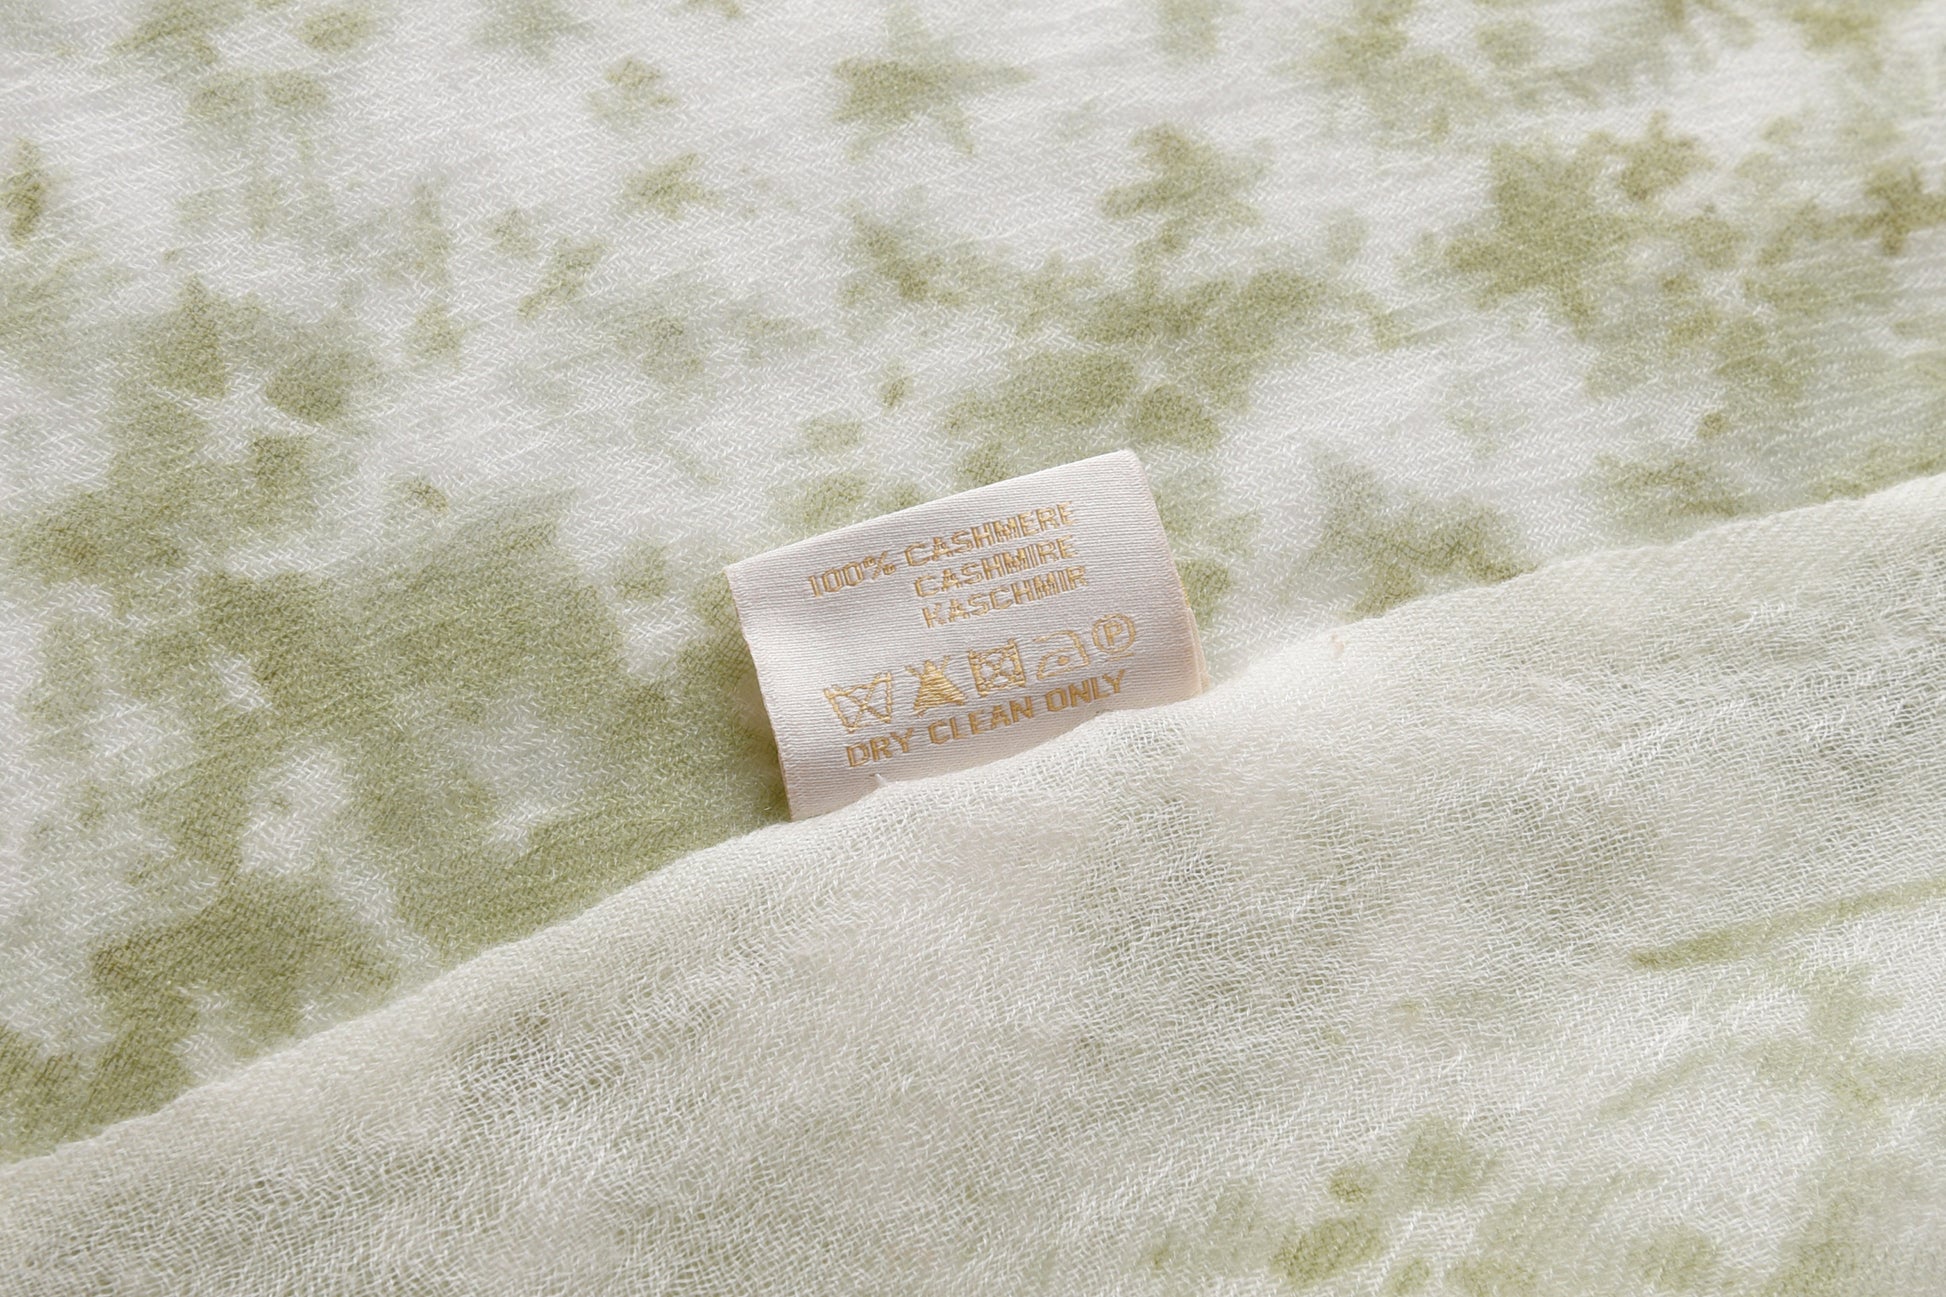 100% CASHMERE
CASHMIRE
KASCHMIR
P
DRY CLEAN ONLY